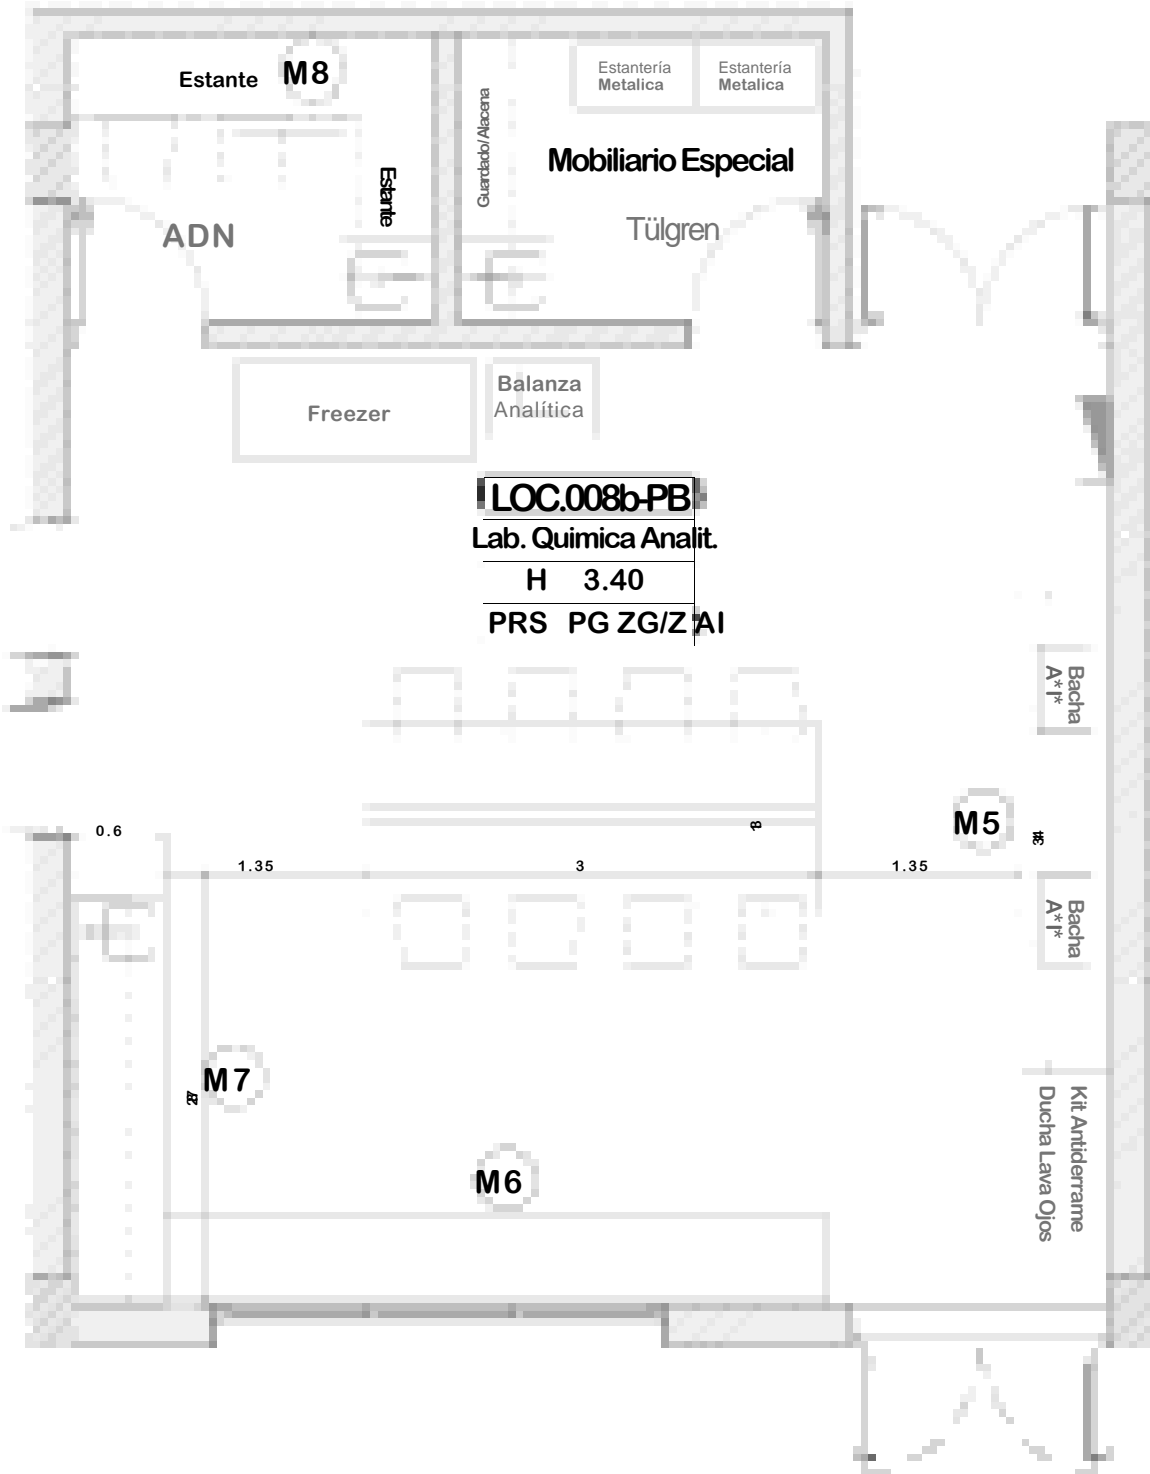 Estante
M8
Estantería
Metalica
Estantería
Metalica
Guardado/Alacena
Mobiliario Especial
Estante
ADN
Tülgren
Balanza
Analítica
Freezer
LOC.008b-PB
Lab. Quimica Analit.
H 3.40
PRS PG ZG/Z AI
Bacha
A*I*
M5
0.6
1.35
3
1.35
Bacha
A*I*
M7
M6
Kit Antiderrame
Ducha Lava Ojos